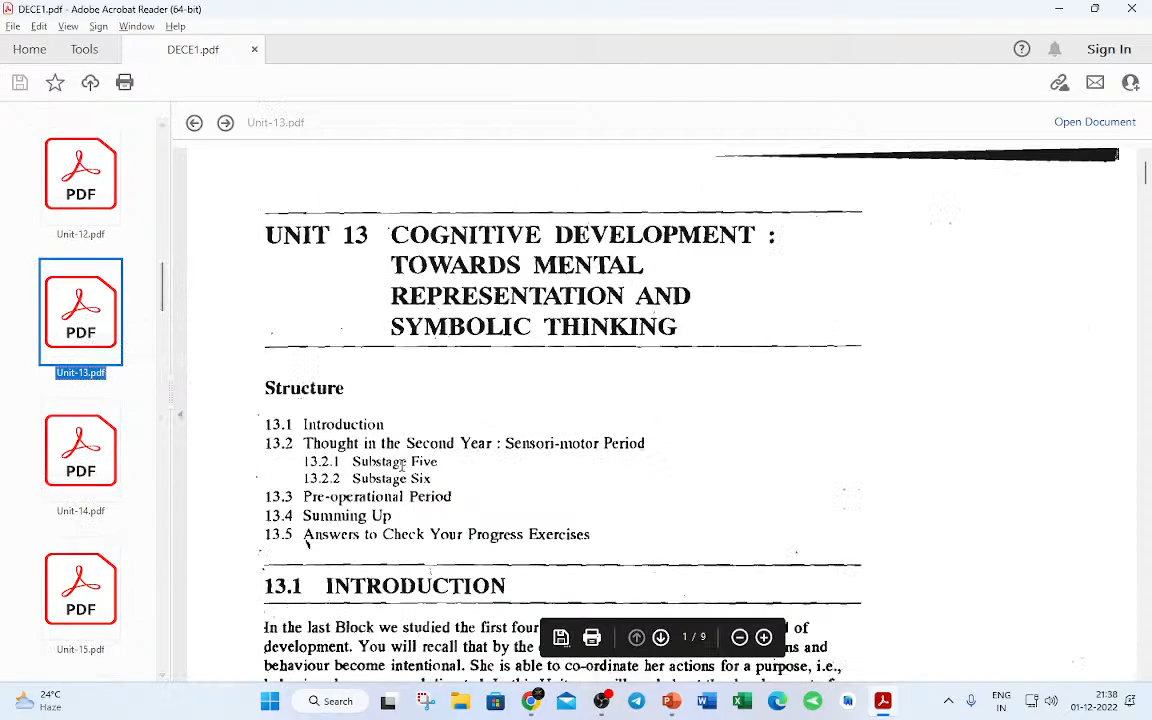 DECE1.pdf - Adobe Acrobat Reader (64-bit)
File Edit View Sign Window Help
Home Tools DECE1.pdf × Sign In
Unit-13.pdf Open Document
PDF
Unit-12.pdf
PDF
Unit-13.pdf
PDF
Unit-14.pdf
PDF
Unit-15.pdf
UNIT 13 COGNITIVE DEVELOPMENT :
TOWARDS MENTAL
REPRESENTATION AND
SYMBOLIC THINKING
Structure
13.1 Introduction
13.2 Thought in the Second Year : Sensori-motor Period
13.2.1 Substage Five
13.2.2 Substage Six
13.3 Pre-operational Period
13.4 Summing Up
13.5 Answers to Check Your Progress Exercises
13.1 INTRODUCTION
In the last Block we studied the first four of
development. You will recall that by the and
behaviour become intentional. She is able to co-ordinate her actions for a purpose, i.e.,
1 / 9
24°C
Haze
Search
ENG
IN
21:38
01-12-2022